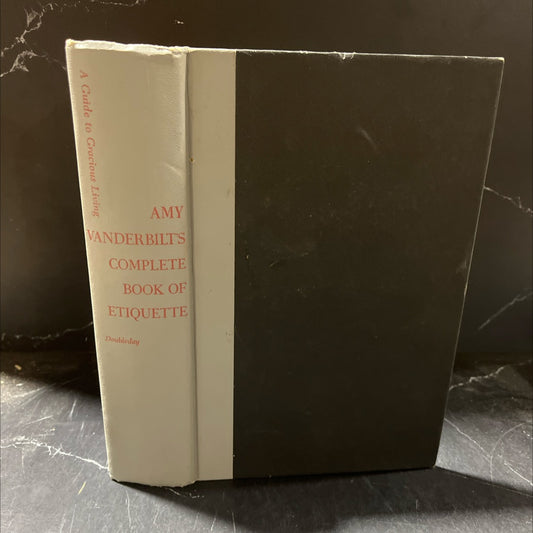 A Guide to Gracious Living
AMY
VANDERBILT'S
COMPLETE
BOOK OF
ETIQUETTE
Doubleday